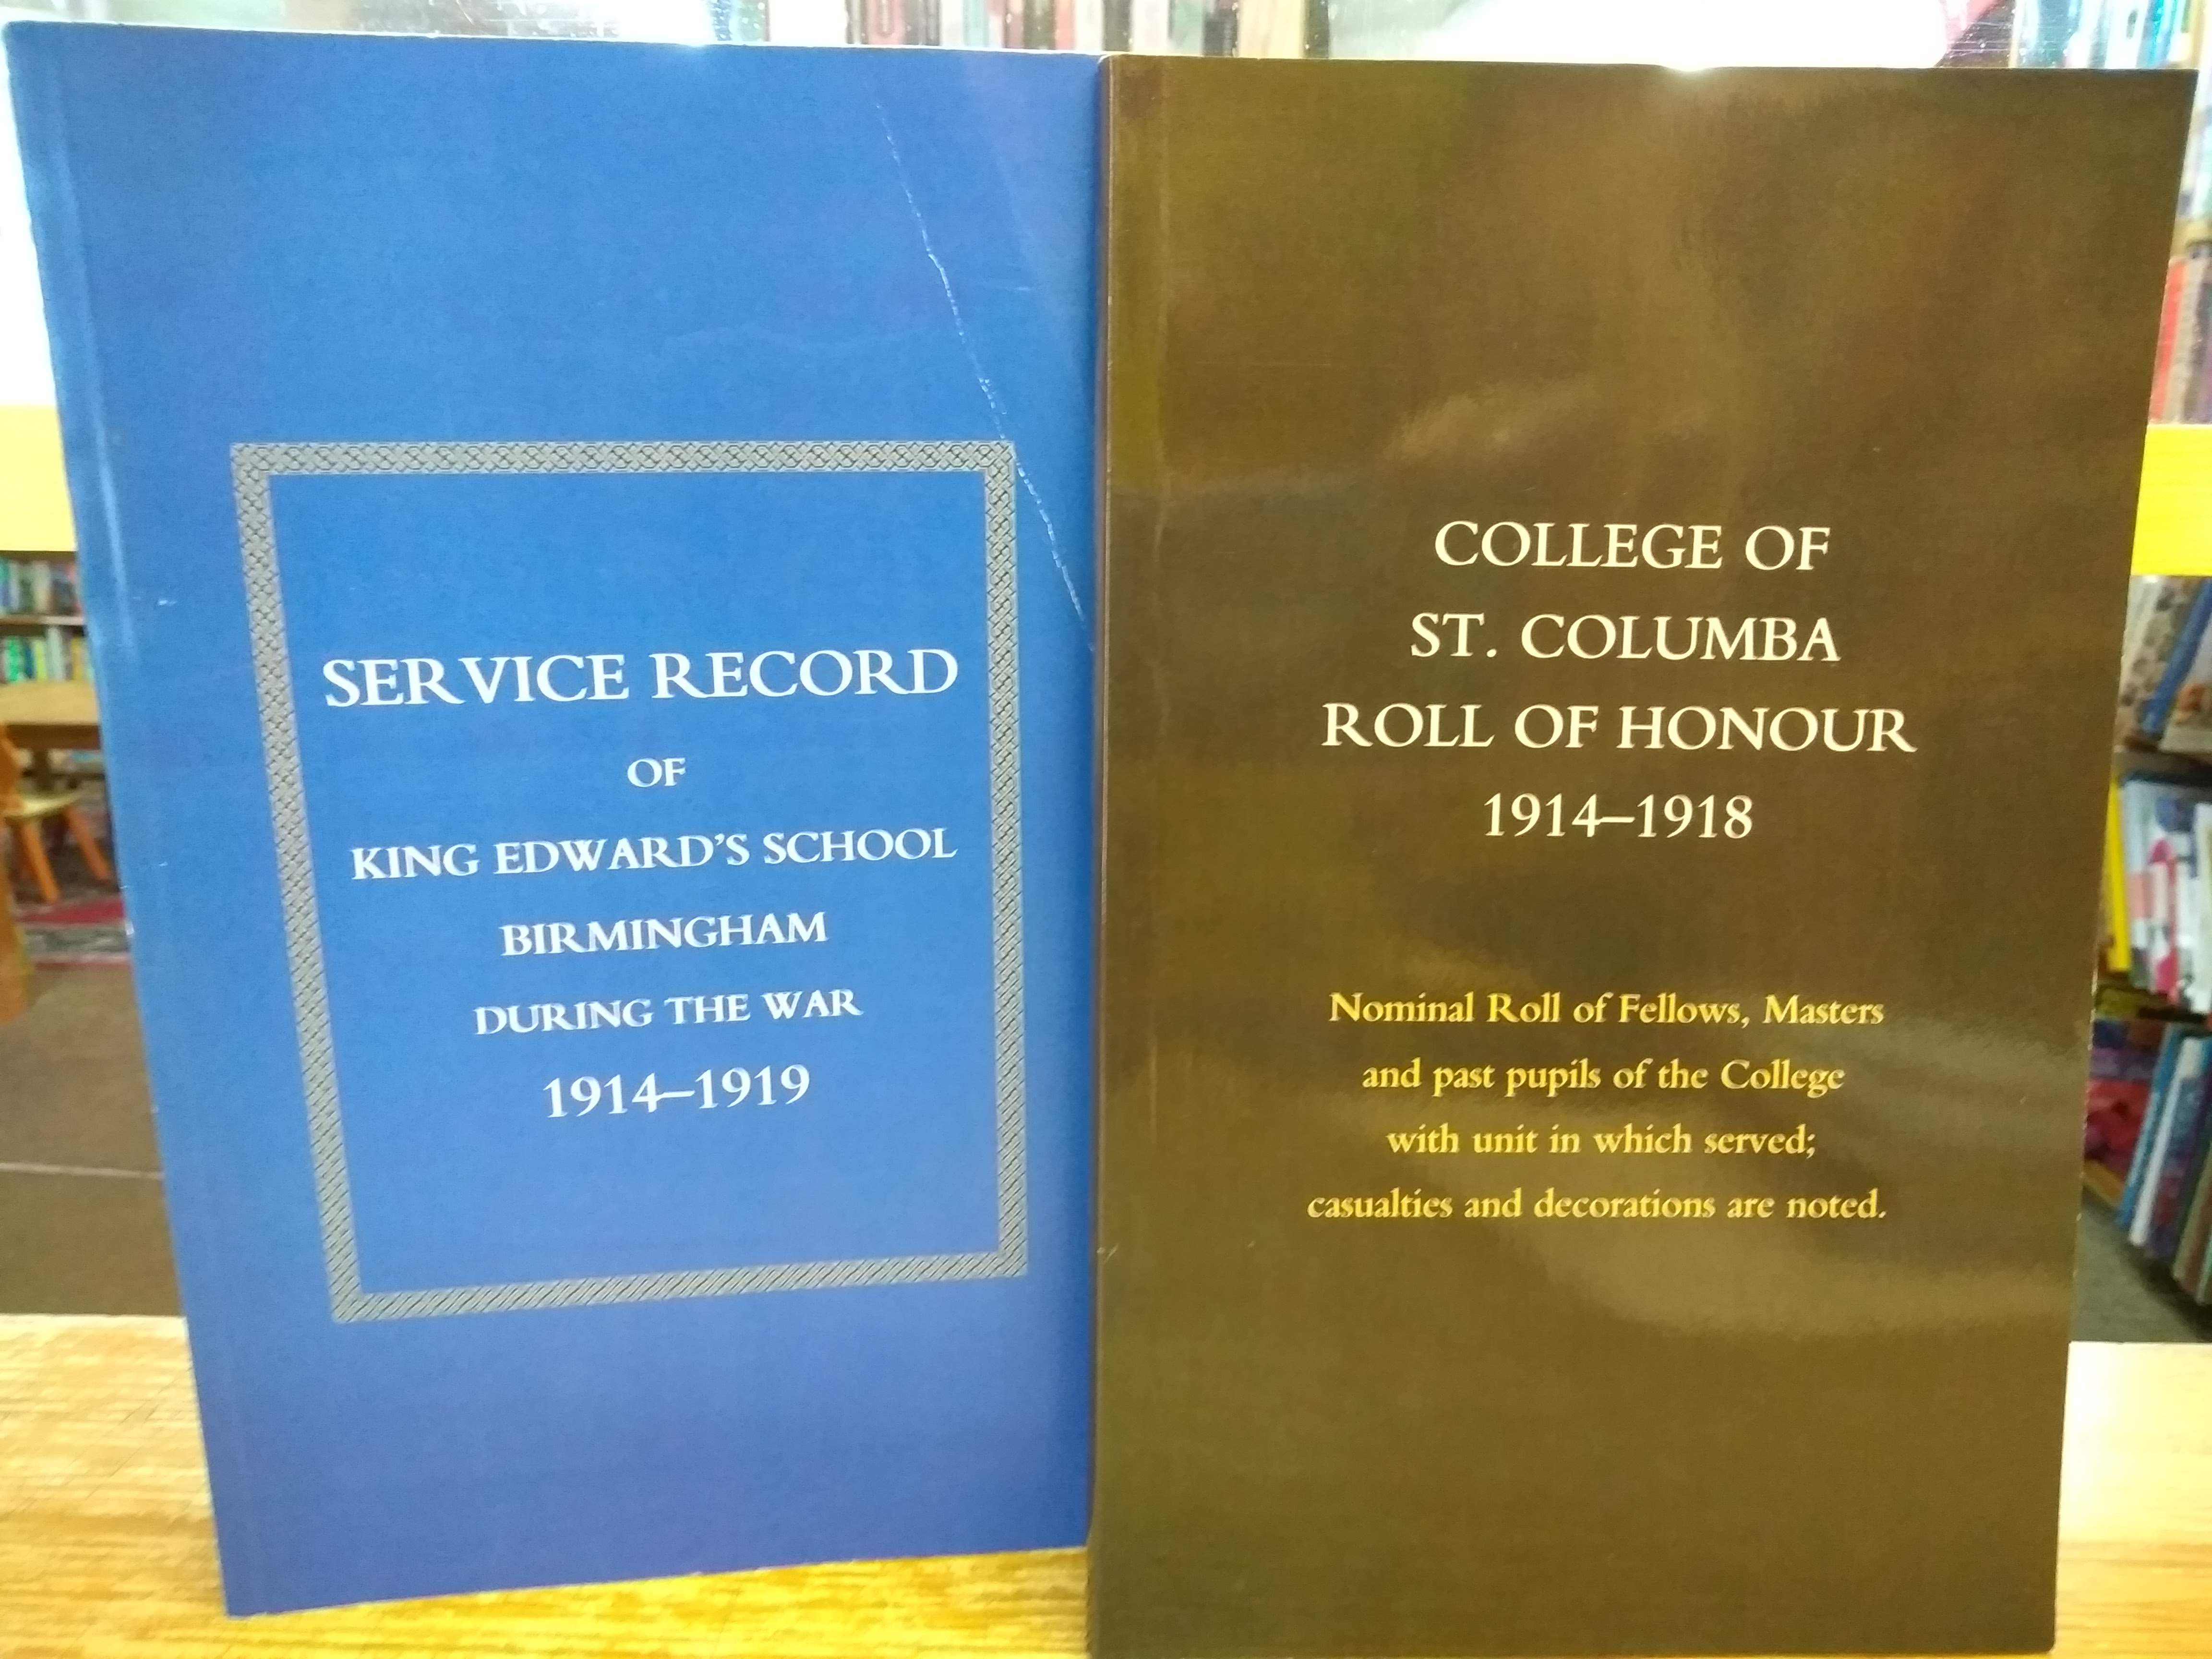 SERVICE RECORD
OF
KING EDWARD'S SCHOOL
BIRMINGHAM
DURING THE WAR
1914–1919
COLLEGE OF
ST. COLUMBA
ROLL OF HONOUR
1914–1918
Nominal Roll of Fellows, Masters
and past pupils of the College
with unit in which served;
casualties and decorations are noted.